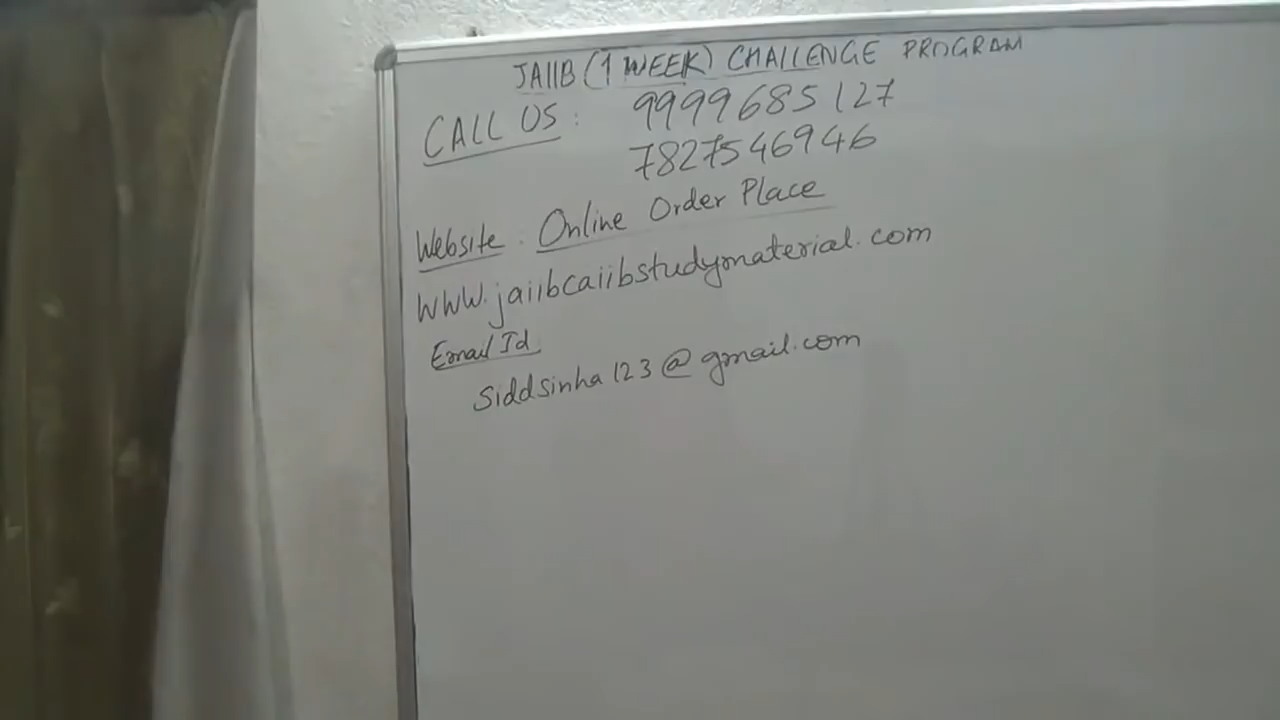 JAIIB (1 WEEK) CHALLENGE PROGRAM
CALL US : 9999685127
7827546946
Website : Online Order Place
WWW.jaiibcaiibstudymaterial.com
Email Id
Siddsinha123@gmail.com